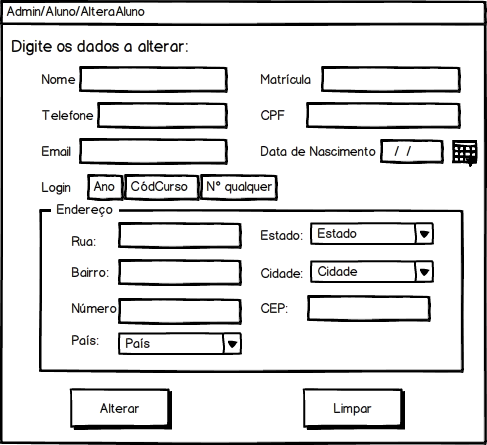 Admin/Aluno/AlteraAluno
Digite os dados a alterar:
Nome Matrícula
Telefone CPF
Email Data de Nascimento / /
Login Ano CódCurso N° qualquer
Endereço
Rua: Estado: Estado
Bairro: Cidade: Cidade
Número CEP:
País: País
Alterar Limpar